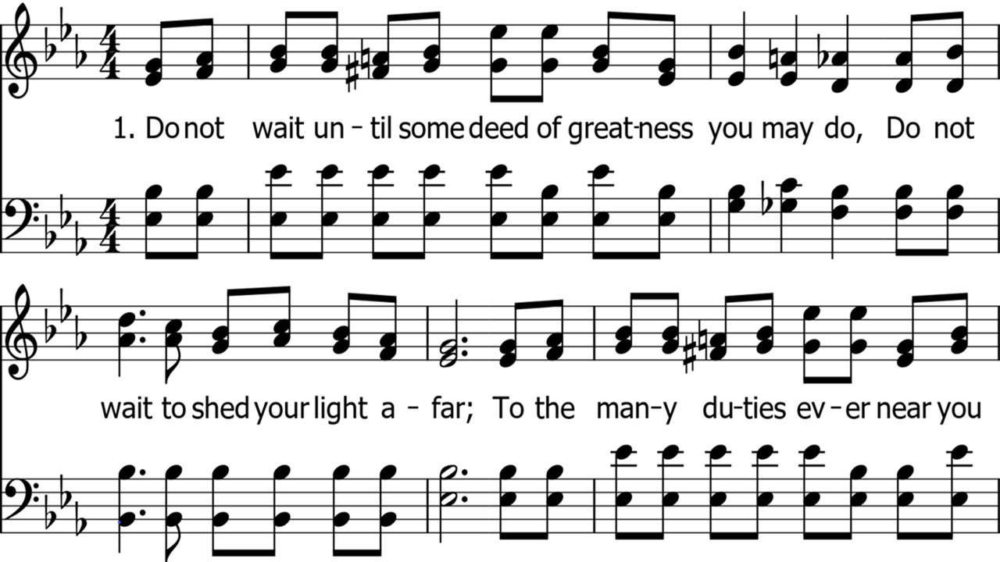 1. Do not wait un - til some deed of great-ness you may do, Do not
wait to shed your light a - far; To the man-y du-ties ev-er near you